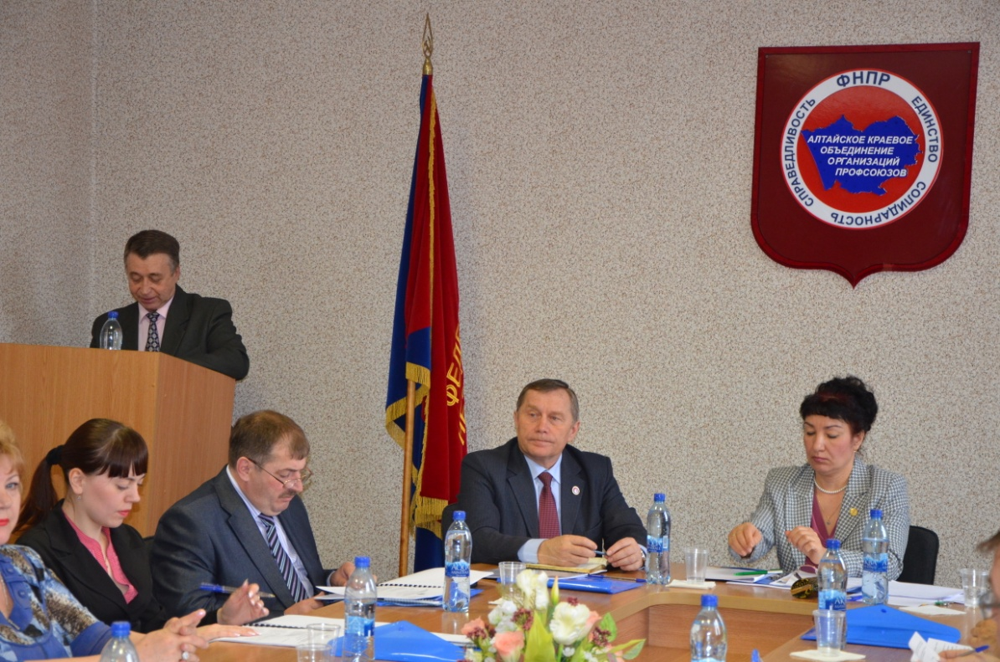 ФНПР
СПРАВЕДЛИВОСТЬ
ЕДИНСТВО
СОЛИДАРНОСТЬ
АЛТАЙСКОЕ КРАЕВОЕ
ОБЪЕДИНЕНИЕ
ОРГАНИЗАЦИЙ
ПРОФСОЮЗОВ